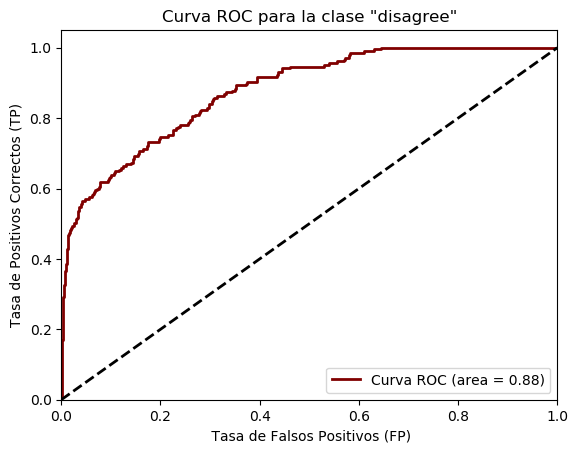 Curva ROC para la clase "disagree"
Tasa de Positivos Correctos (TP)
1.0
0.8
0.6
0.4
0.2
0.0
0.0 0.2 0.4 0.6 0.8 1.0
Curva ROC (area = 0.88)
Tasa de Falsos Positivos (FP)